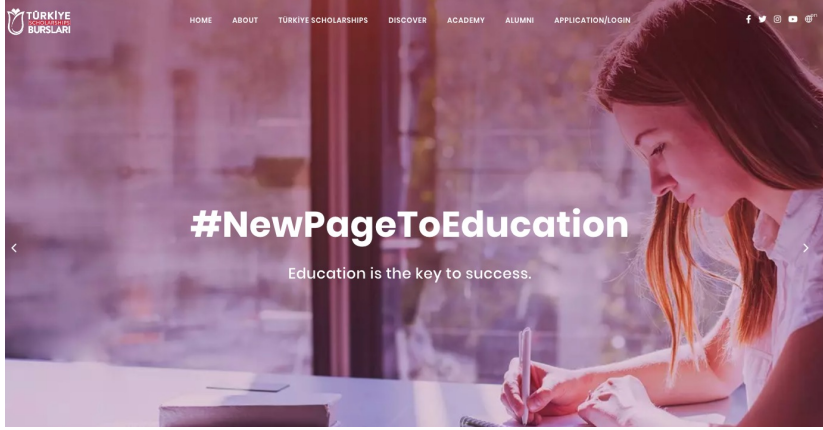 TÜRKİYE
SCHOLARSHIPS
BURSLARI
HOME ABOUT TÜRKİYE SCHOLARSHIPS DISCOVER ACADEMY ALUMNI APPLICATION/LOGIN
en
#NewPageToEducation
Education is the key to success.